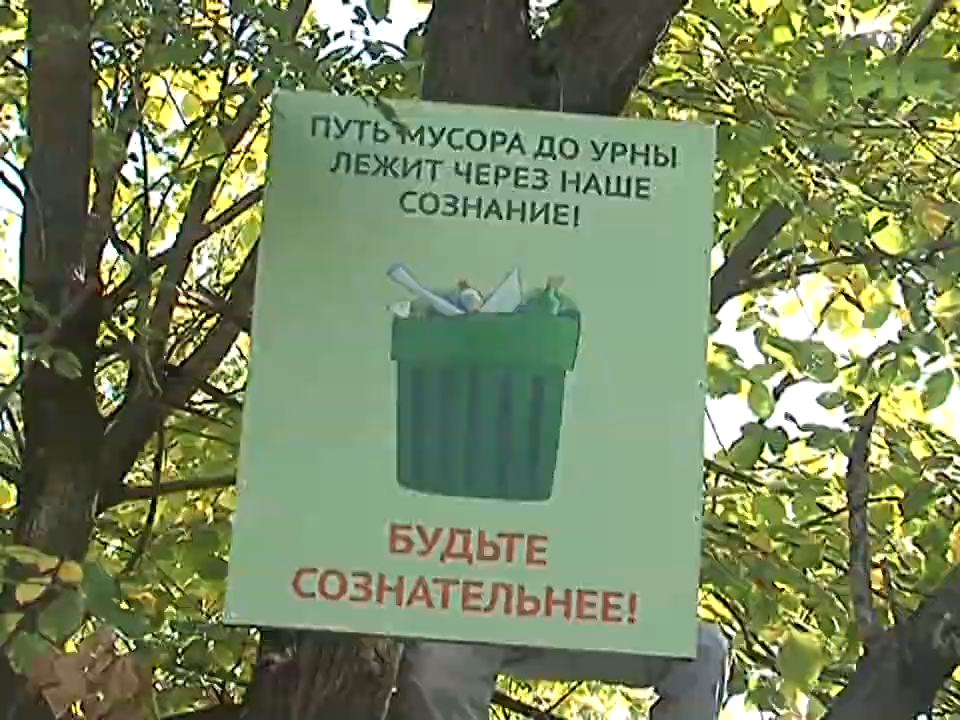 ПУТЬ МУСОРА ДО УРНЫ
ЛЕЖИТ ЧЕРЕЗ НАШЕ
СОЗНАНИЕ!
БУДЬТЕ
СОЗНАТЕЛЬНЕЕ!